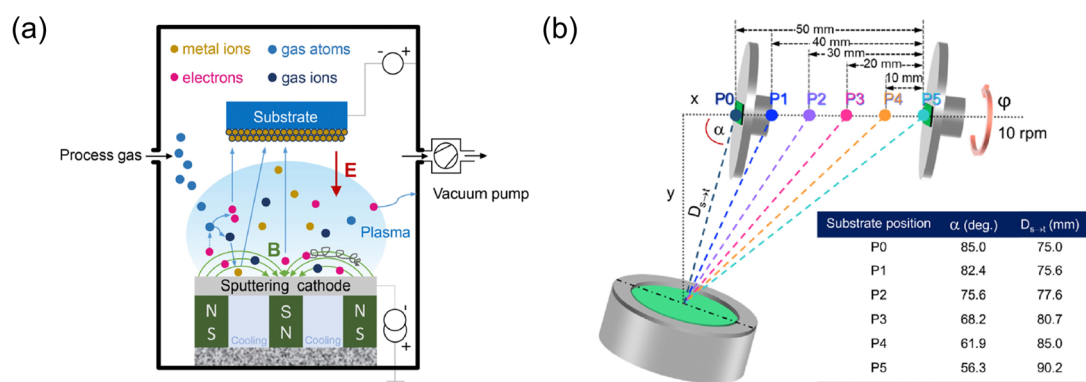 (a)
metal ions
gas atoms
electrons
gas ions
- +
Substrate
Process gas
E
Vacuum pump
Plasma
B
Sputtering cathode
N S N
S N S
Cooling Cooling
-
+
(b)
50 mm
40 mm
30 mm
20 mm
10 mm
x P0 P1 P2 P3 P4 P5 φ
α
10 rpm
y
Ds→t
Substrate position α (deg.) Ds→t (mm)
P0 85.0 75.0
P1 82.4 75.6
P2 75.6 77.6
P3 68.2 80.7
P4 61.9 85.0
P5 56.3 90.2